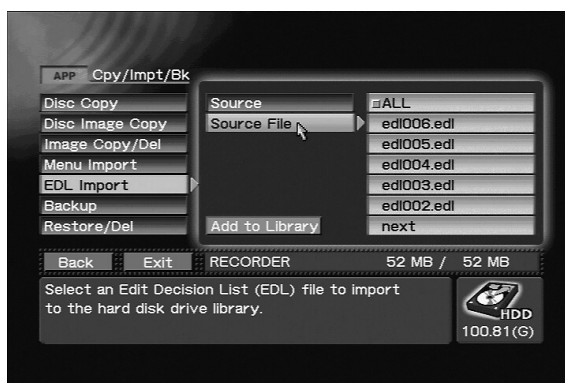 APP Cpy/Impt/Bk
Disc Copy
Disc Image Copy
Image Copy/Del
Menu Import
EDL Import
Backup
Restore/Del
Source
Source File
Add to Library
ALL
edl006.edl
edl005.edl
edl004.edl
edl003.edl
edl002.edl
next
Back Exit RECORDER 52 MB / 52 MB
Select an Edit Decision List (EDL) file to import
to the hard disk drive library.
HDD
100.81(G)